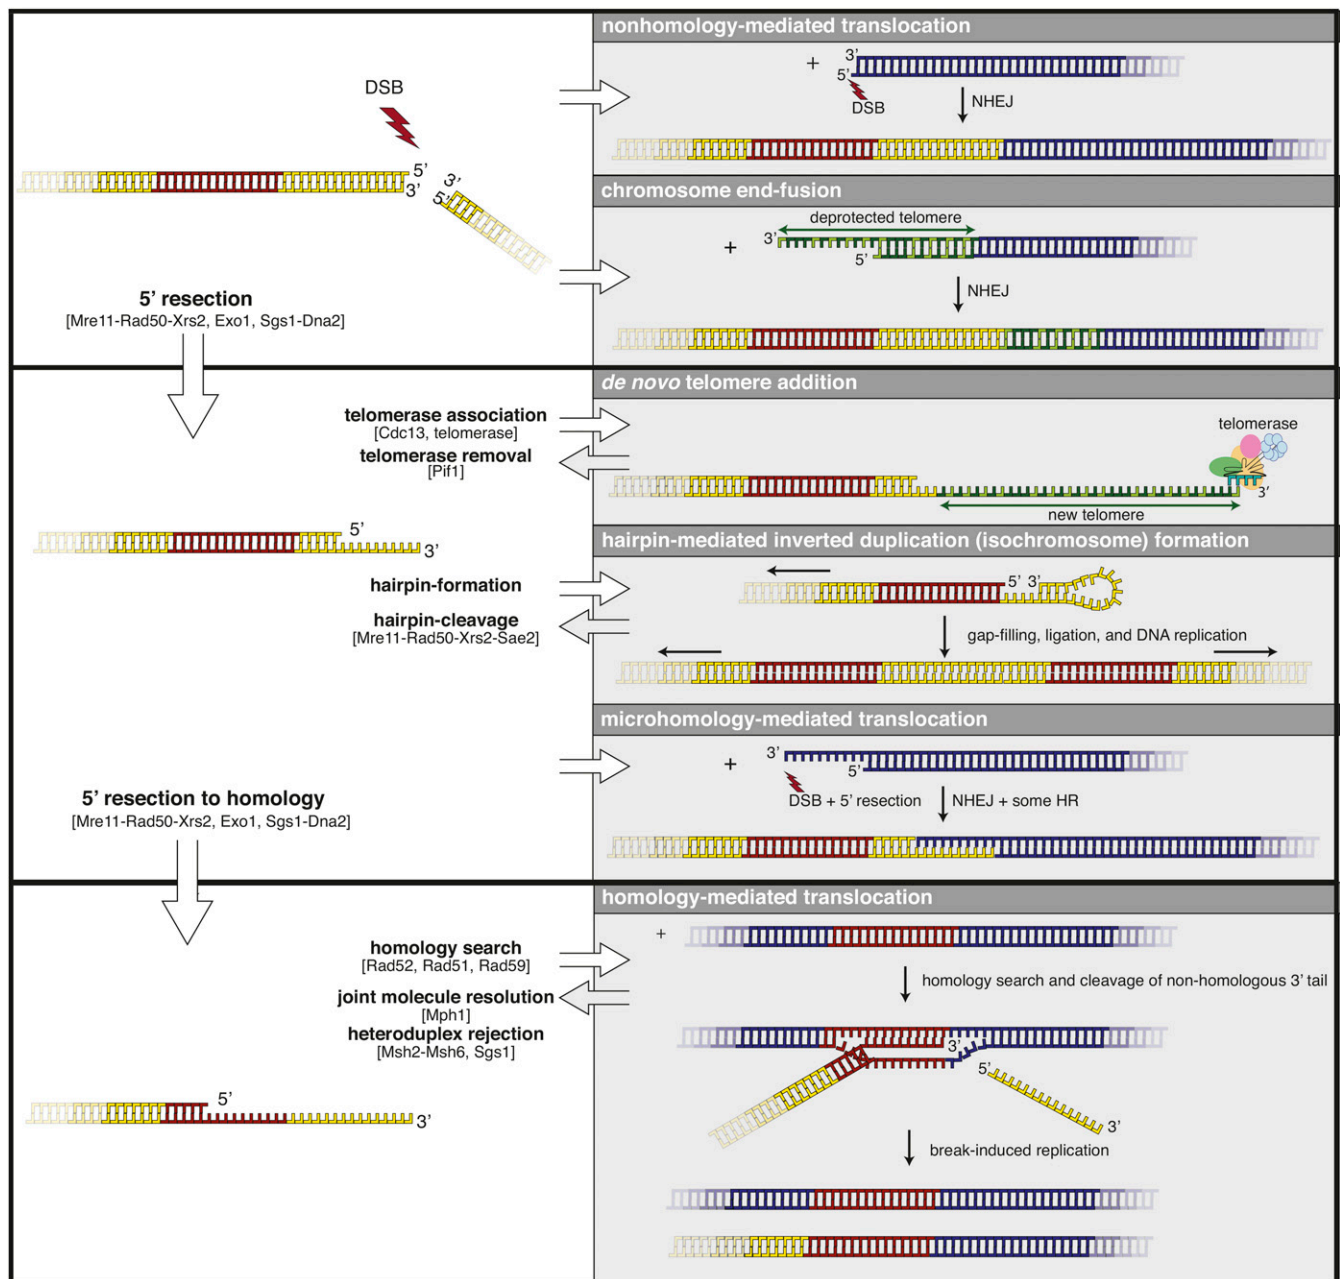 nonhomology-mediated translocation
DSB
+
3’
5’
DSB
NHEJ
5’
3’
3’
5’
chromosome end-fusion
deprotected telomere
+
3’
5’
NHEJ
5’ resection
[Mre11-Rad50-Xrs2, Exo1, Sgs1-Dna2]
de novo telomere addition
telomerase association
[Cdc13, telomerase]
telomerase removal
[Pif1]
telomerase
3’
new telomere
5’
3’
hairpin-mediated inverted duplication (isochromosome) formation
hairpin-formation
hairpin-cleavage
[Mre11-Rad50-Xrs2-Sae2]
5’ 3’
gap-filling, ligation, and DNA replication
microhomology-mediated translocation
+
3’
5’
DSB + 5’ resection
NHEJ + some HR
5’ resection to homology
[Mre11-Rad50-Xrs2, Exo1, Sgs1-Dna2]
homology-mediated translocation
+
homology search
[Rad52, Rad51, Rad59]
joint molecule resolution
[Mph1]
heteroduplex rejection
[Msh2-Msh6, Sgs1]
homology search and cleavage of non-homologous 3’ tail
3’
5’
3’
5’
3’
break-induced replication